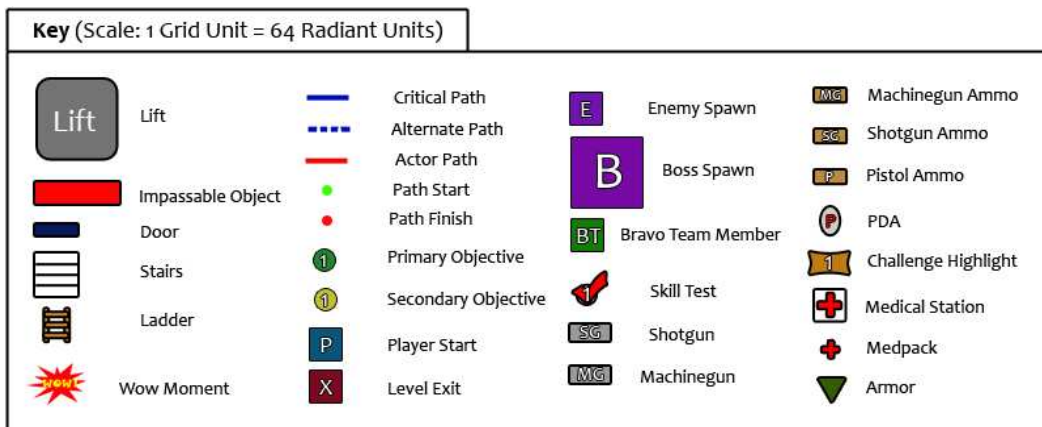 Key (Scale: 1 Grid Unit = 64 Radiant Units)
Lift
Lift
Impassable Object
Door
Stairs
Ladder
WOW!
Wow Moment
Critical Path
Alternate Path
Actor Path
Path Start
Path Finish
1
Primary Objective
1
Secondary Objective
P
Player Start
X
Level Exit
E
Enemy Spawn
B
Boss Spawn
BT
Bravo Team Member
1
Skill Test
SG
Shotgun
MG
Machinegun
MG
Machinegun Ammo
SG
Shotgun Ammo
P
Pistol Ammo
P
PDA
1
Challenge Highlight
Medical Station
Medpack
Armor